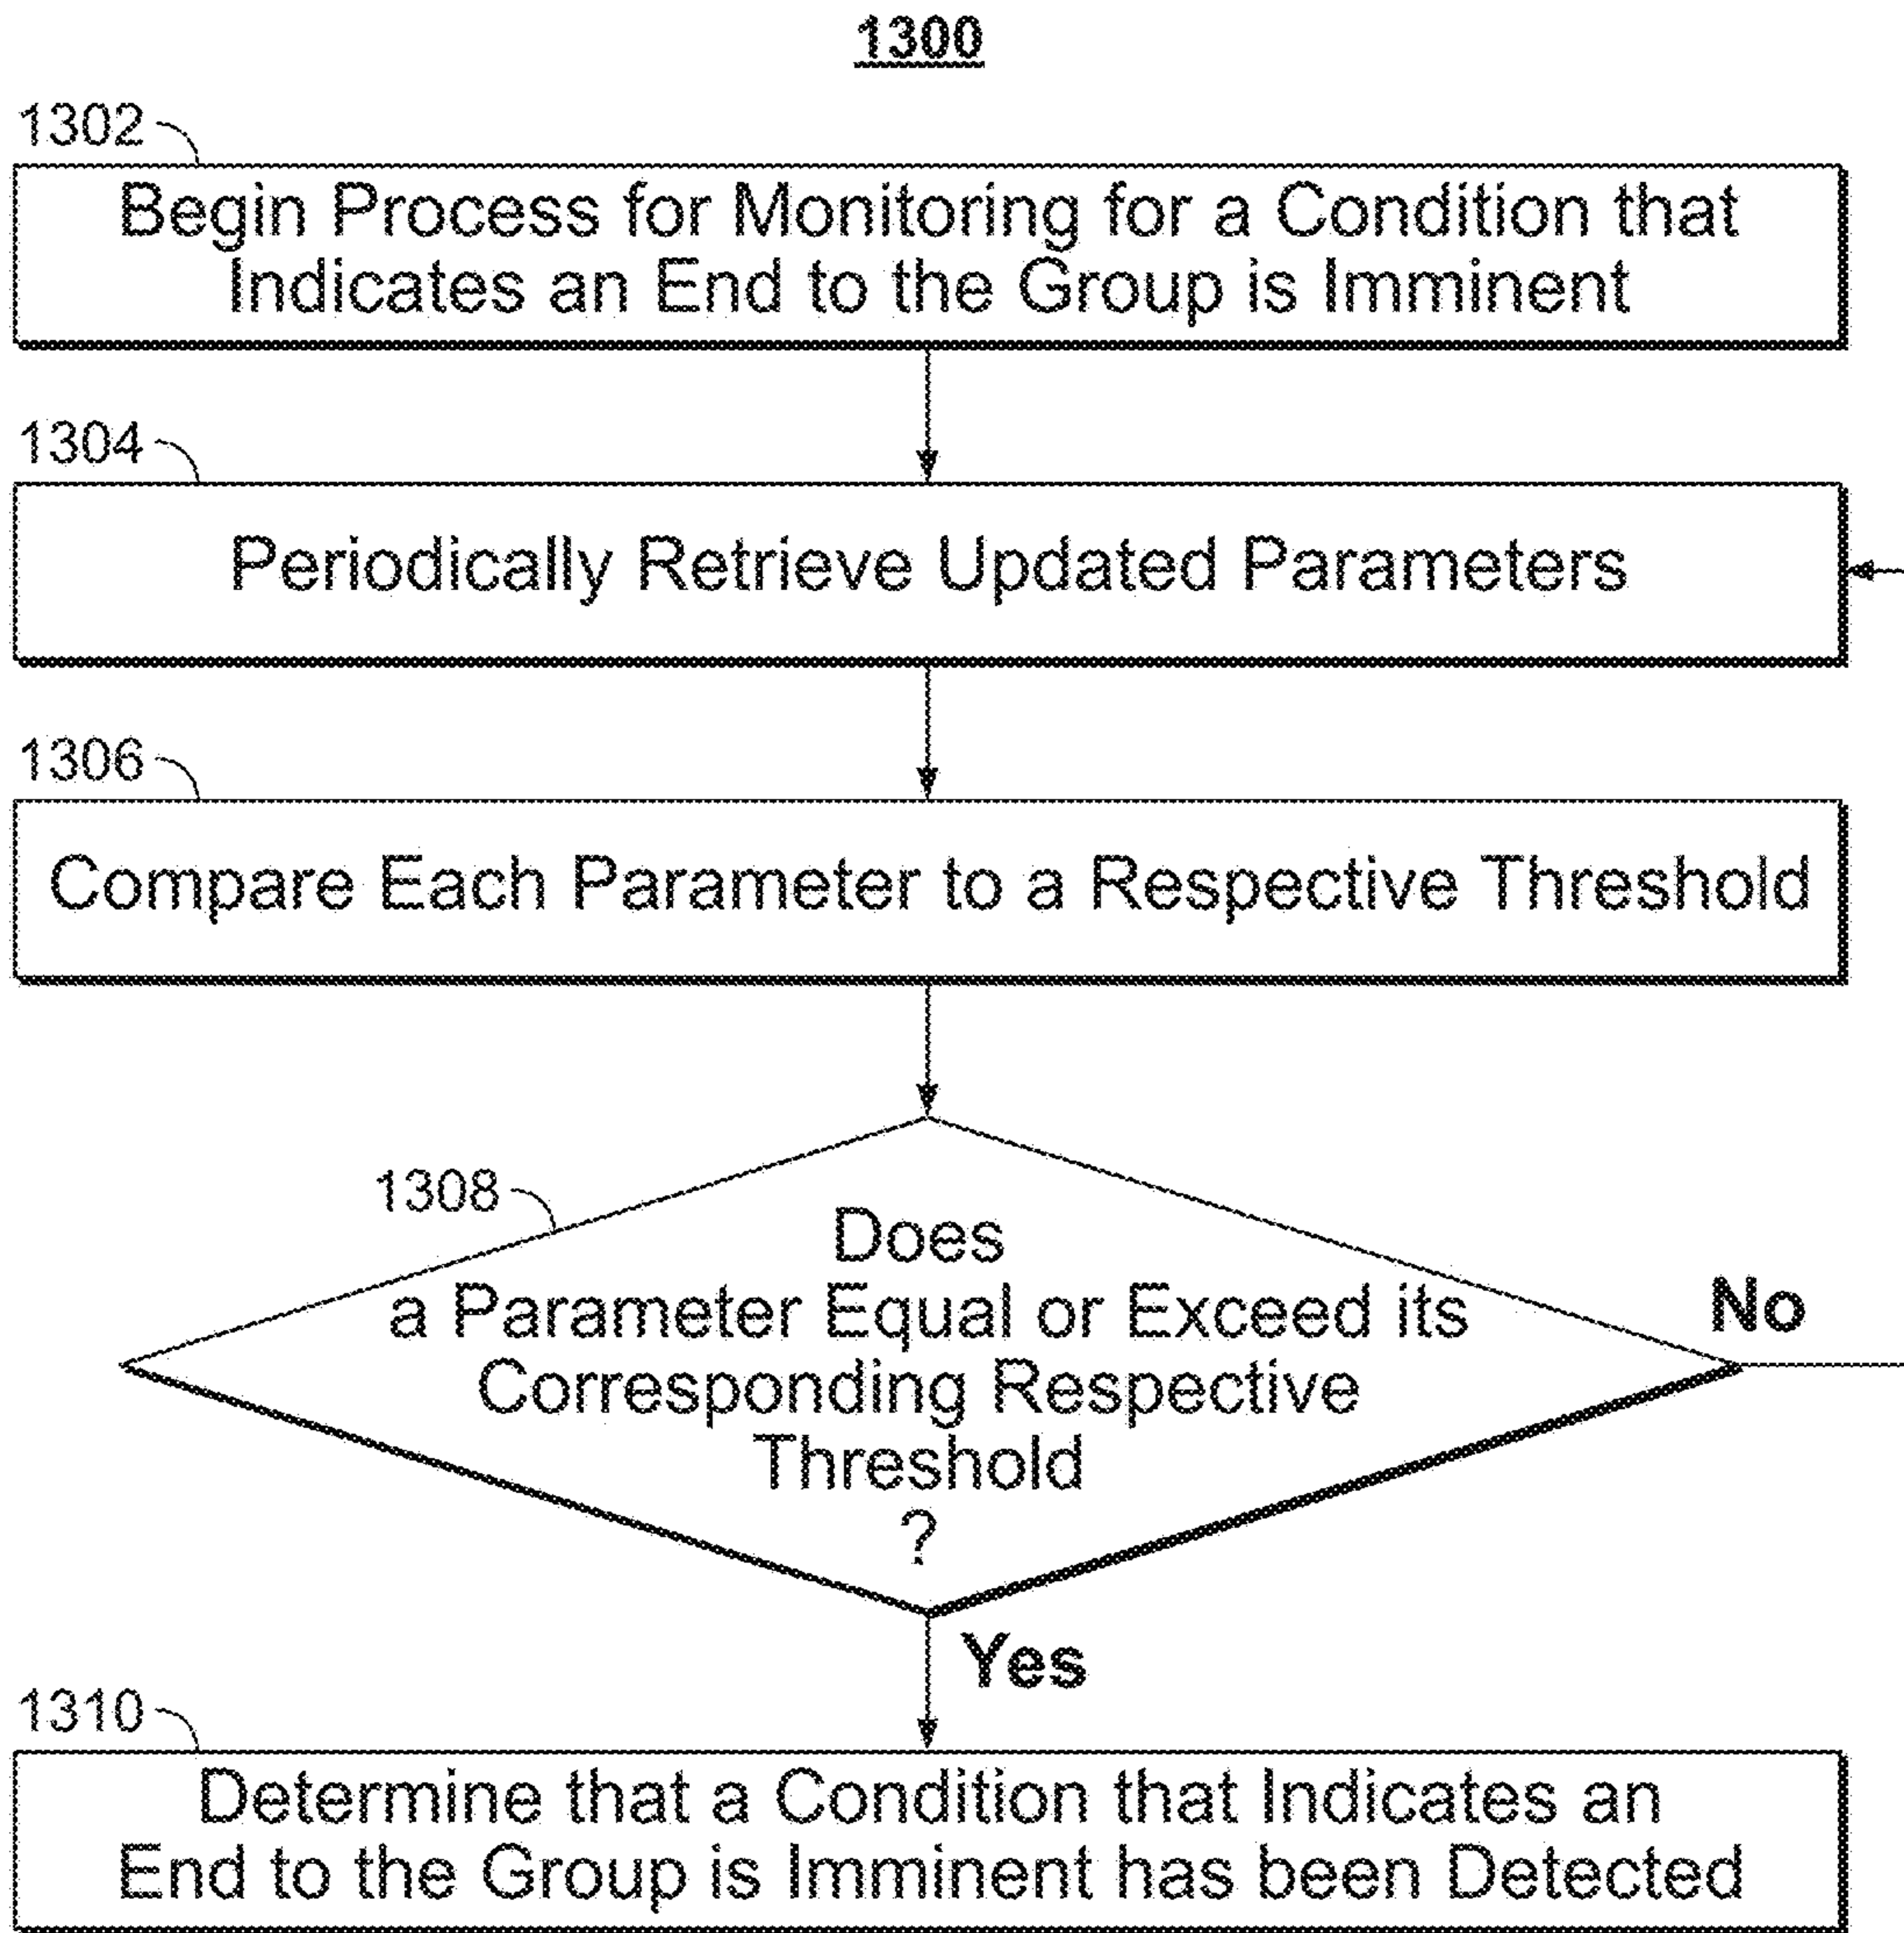 1300
1302
Begin Process for Monitoring for a Condition that
Indicates an End to the Group is Imminent
1304
Periodically Retrieve Updated Parameters
1306
Compare Each Parameter to a Respective Threshold
1308
Does
a Parameter Equal or Exceed its
Corresponding Respective
Threshold
?
No
Yes
1310
Determine that a Condition that Indicates an
End to the Group is Imminent has been Detected